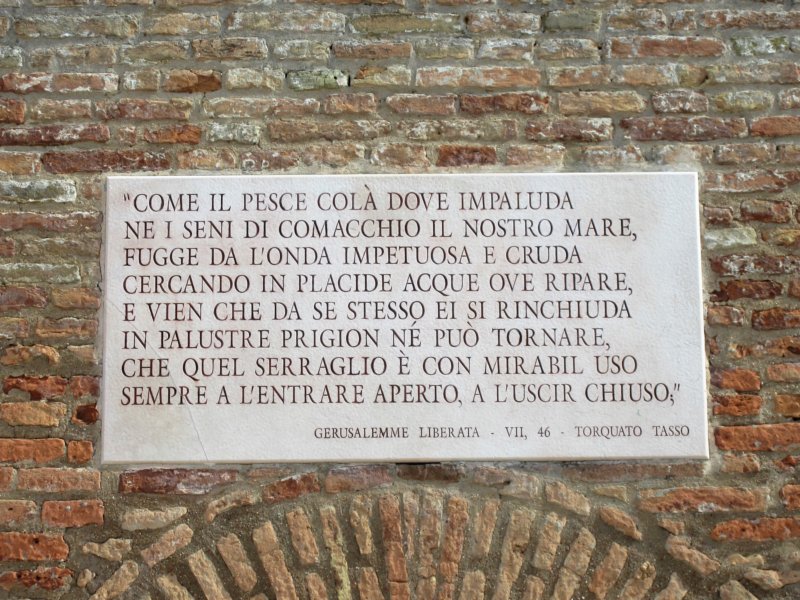 "COME IL PESCE COLÀ DOVE IMPALUDA
NE I SENI DI COMACCHIO IL NOSTRO MARE,
FUGGE DA L'ONDA IMPETUOSA E CRUDA
CERCANDO IN PLACIDE ACQUE OVE RIPARE,
E VIEN CHE DA SE STESSO EI SI RINCHIUDA
IN PALUSTRE PRIGION NÉ PUÒ TORNARE,
CHE QUEL SERRAGLIO È CON MIRABIL USO
SEMPRE A L'ENTRARE APERTO, A L'USCIR CHIUSO;"
GERUSALEMME LIBERATA - VII, 46 - TORQUATO TASSO